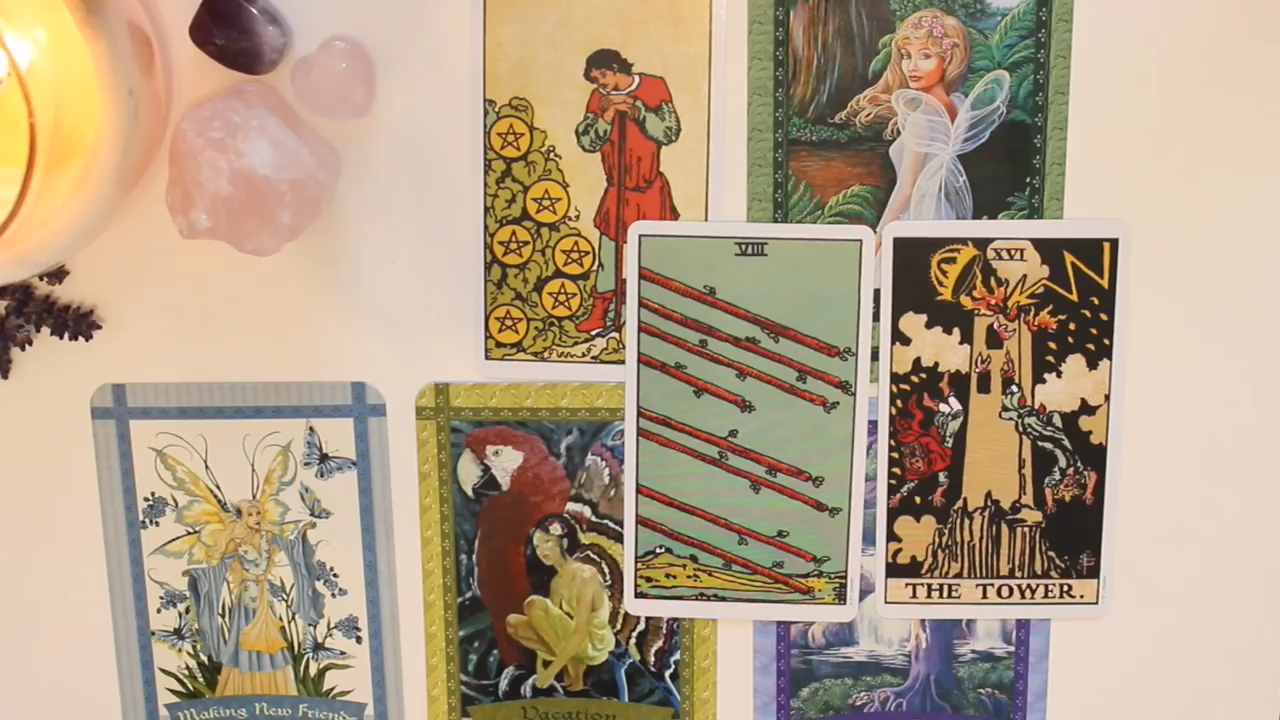 VIII
XVI
THE TOWER.
Making New Friends
Vacation